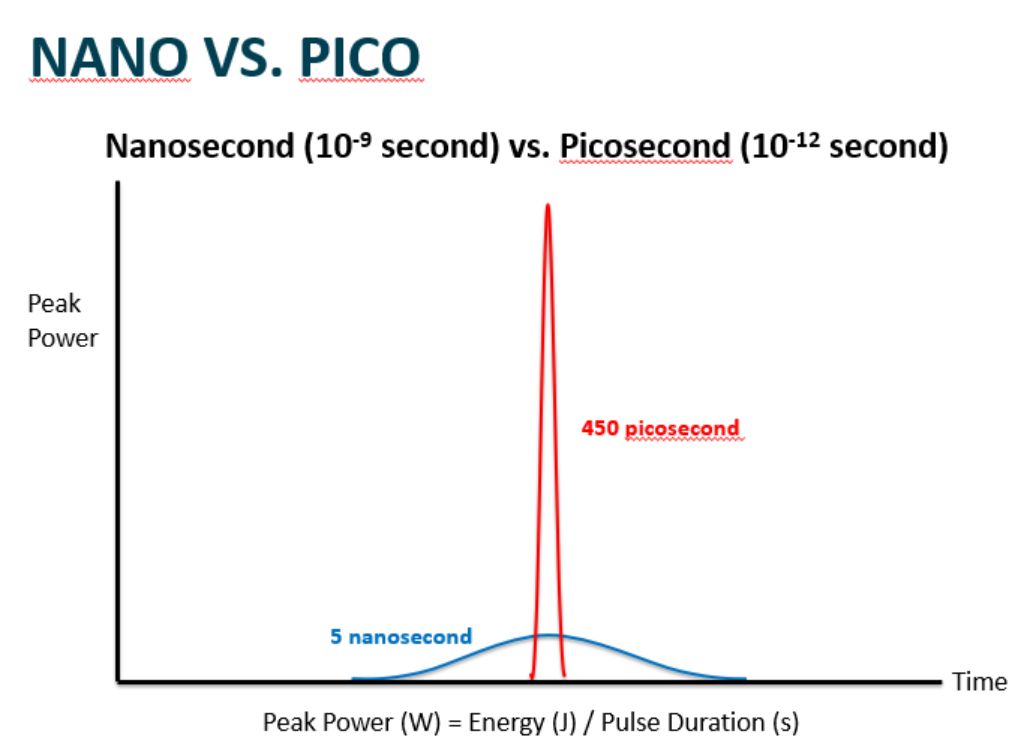 NANO VS. PICO
Nanosecond (10⁻⁹ second) vs. Picosecond (10⁻¹² second)
Peak
Power
450 picosecond
5 nanosecond
Time
Peak Power (W) = Energy (J) / Pulse Duration (s)